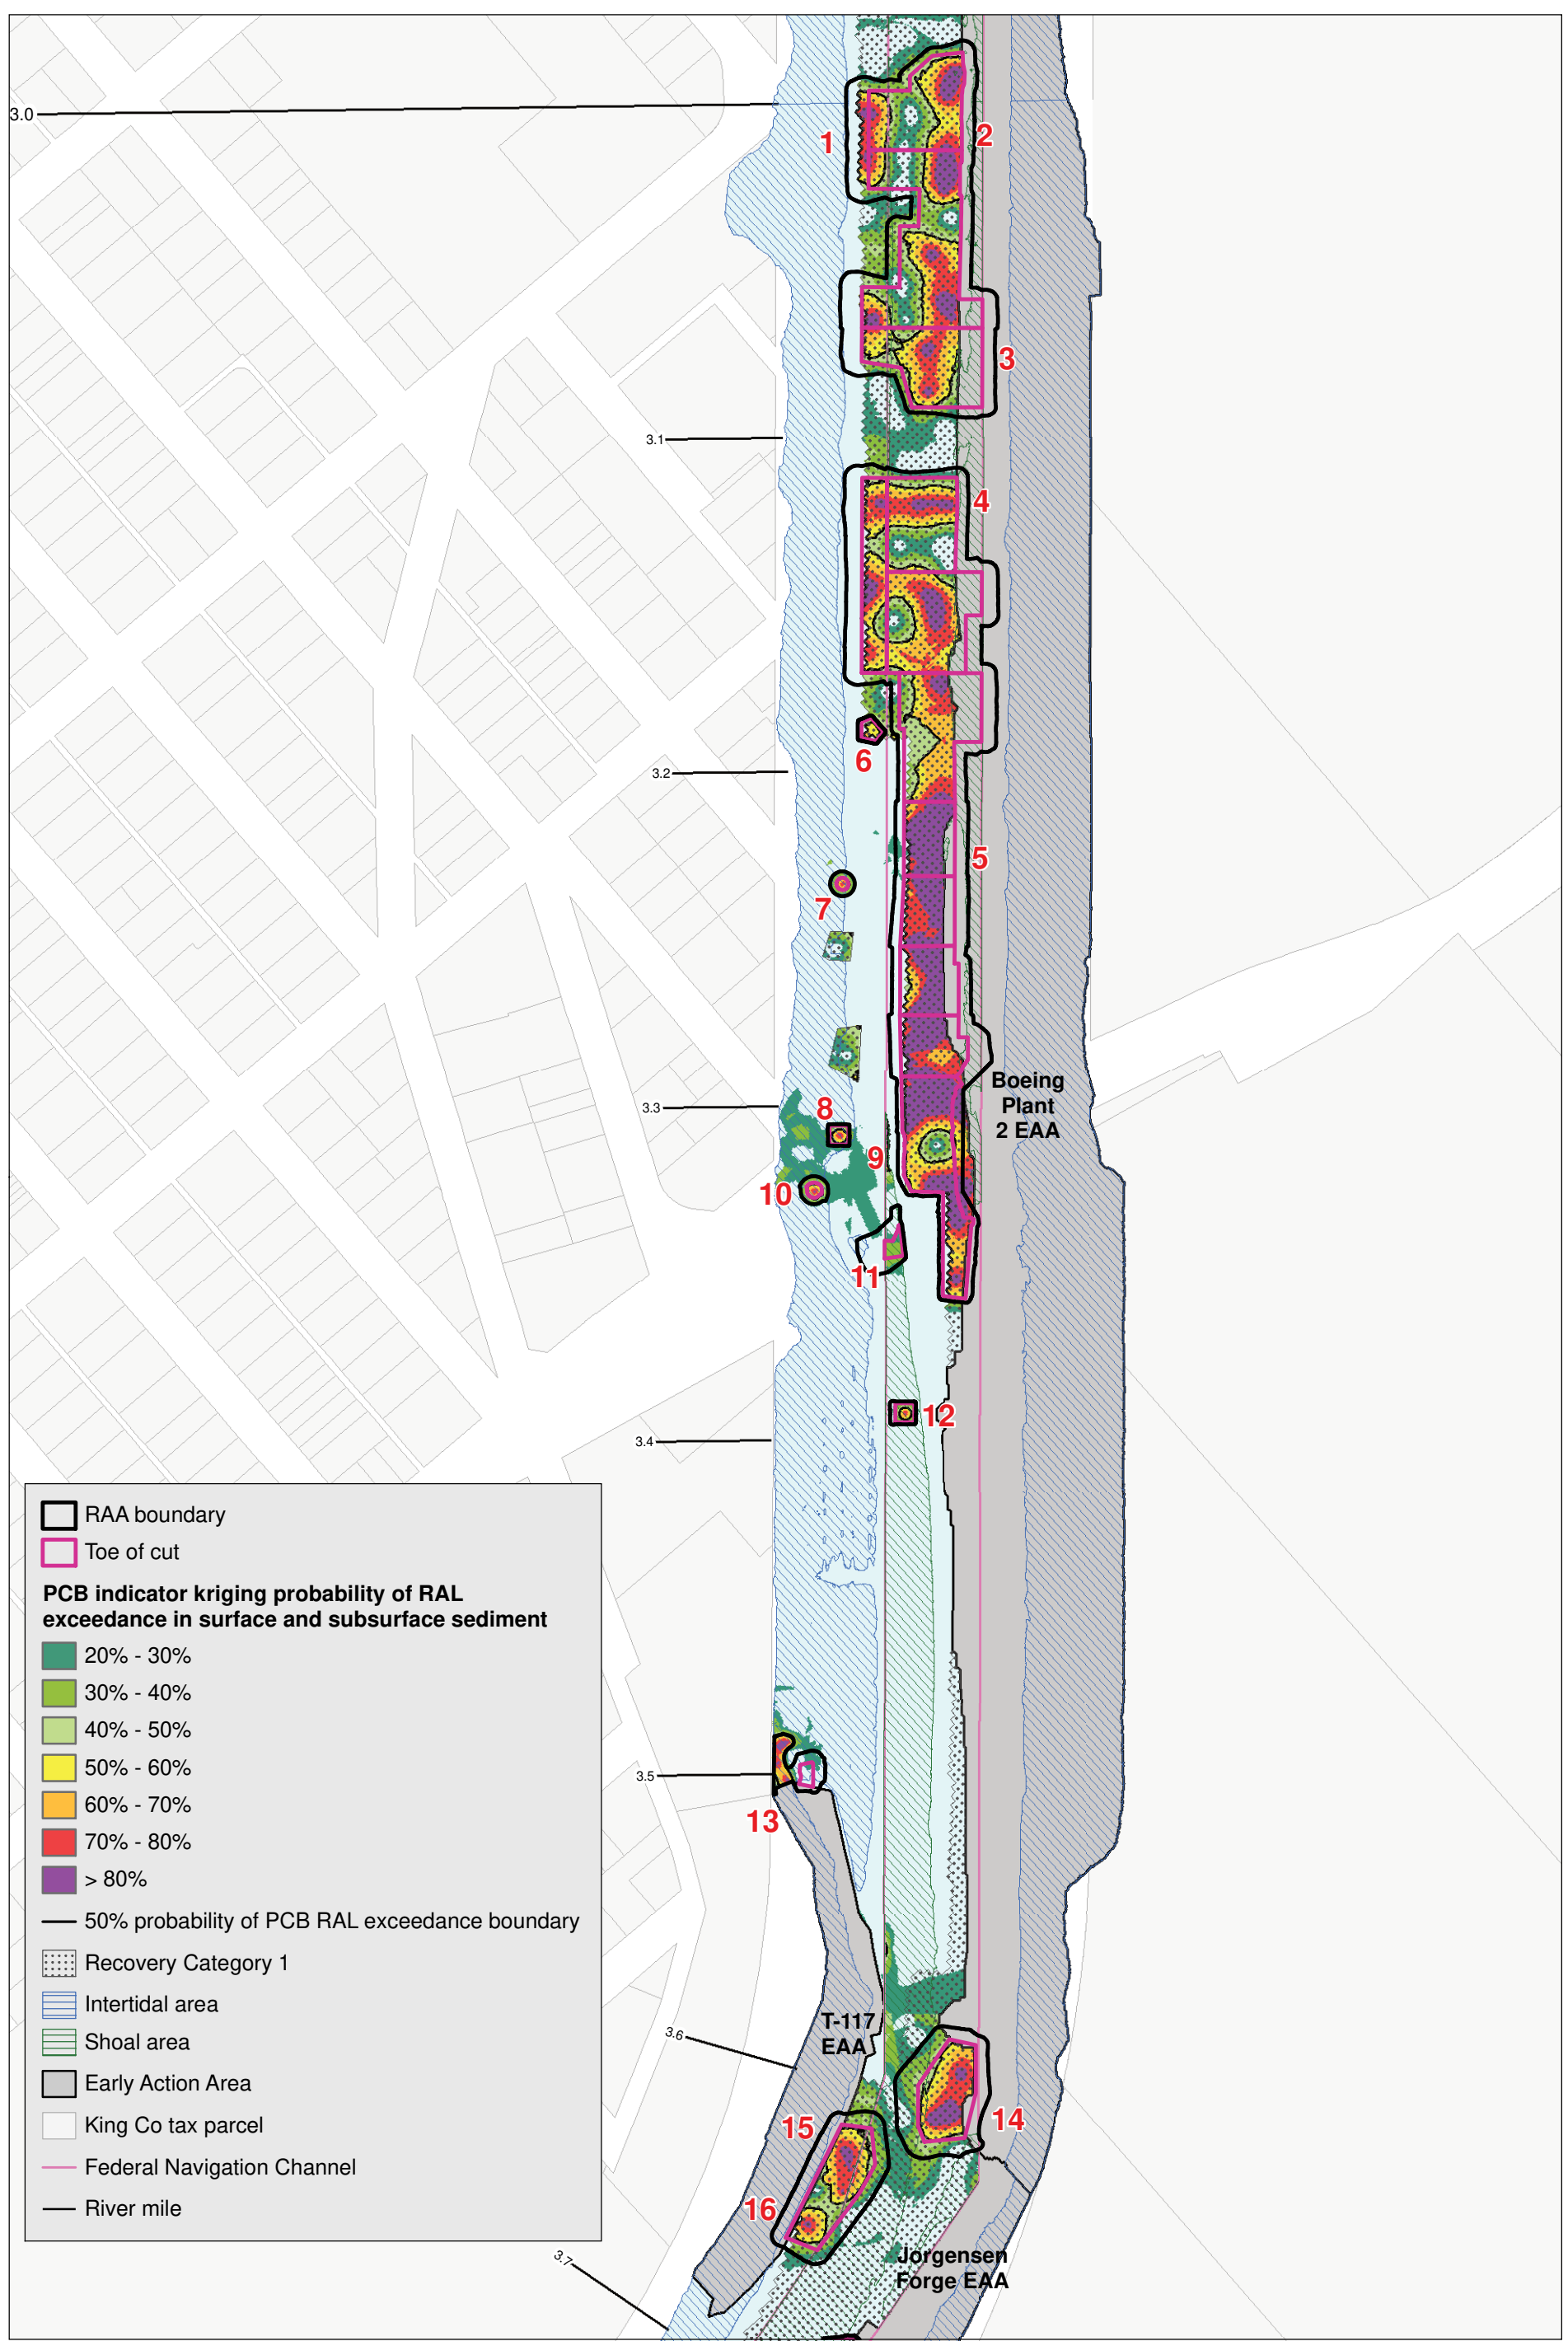 3.0
1
2
3
3.1
4
6
3.2
5
7
Boeing
Plant
2 EAA
3.3
8
9
10
11
12
3.4
RAA boundary
Toe of cut
PCB indicator kriging probability of RAL
exceedance in surface and subsurface sediment
20% - 30%
30% - 40%
40% - 50%
50% - 60%
60% - 70%
70% - 80%
> 80%
50% probability of PCB RAL exceedance boundary
Recovery Category 1
Intertidal area
Shoal area
Early Action Area
King Co tax parcel
Federal Navigation Channel
River mile
3.5
13
T-117
EAA
3.6
14
15
16
Jorgensen
Forge EAA
3.7